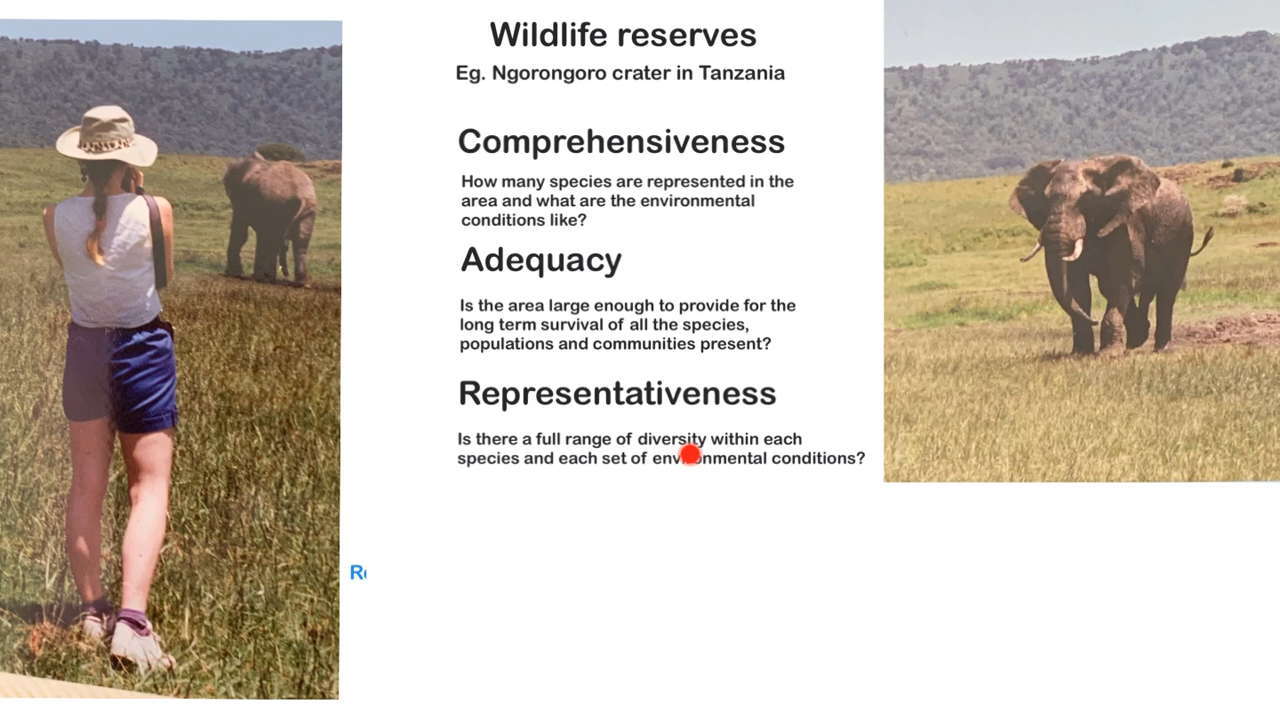 Wildlife reserves
Eg. Ngorongoro crater in Tanzania
Comprehensiveness
How many species are represented in the
area and what are the environmental
conditions like?
Adequacy
Is the area large enough to provide for the
long term survival of all the species,
populations and communities present?
Representativeness
Is there a full range of diversity within each
species and each set of environmental conditions?